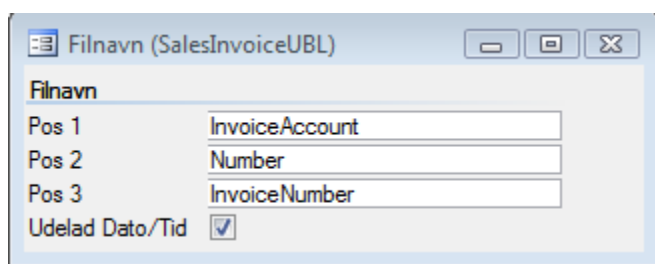 Filnavn (SalesInvoiceUBL)
Filnavn
Pos 1 InvoiceAccount
Pos 2 Number
Pos 3 InvoiceNumber
Udelad Dato/Tid